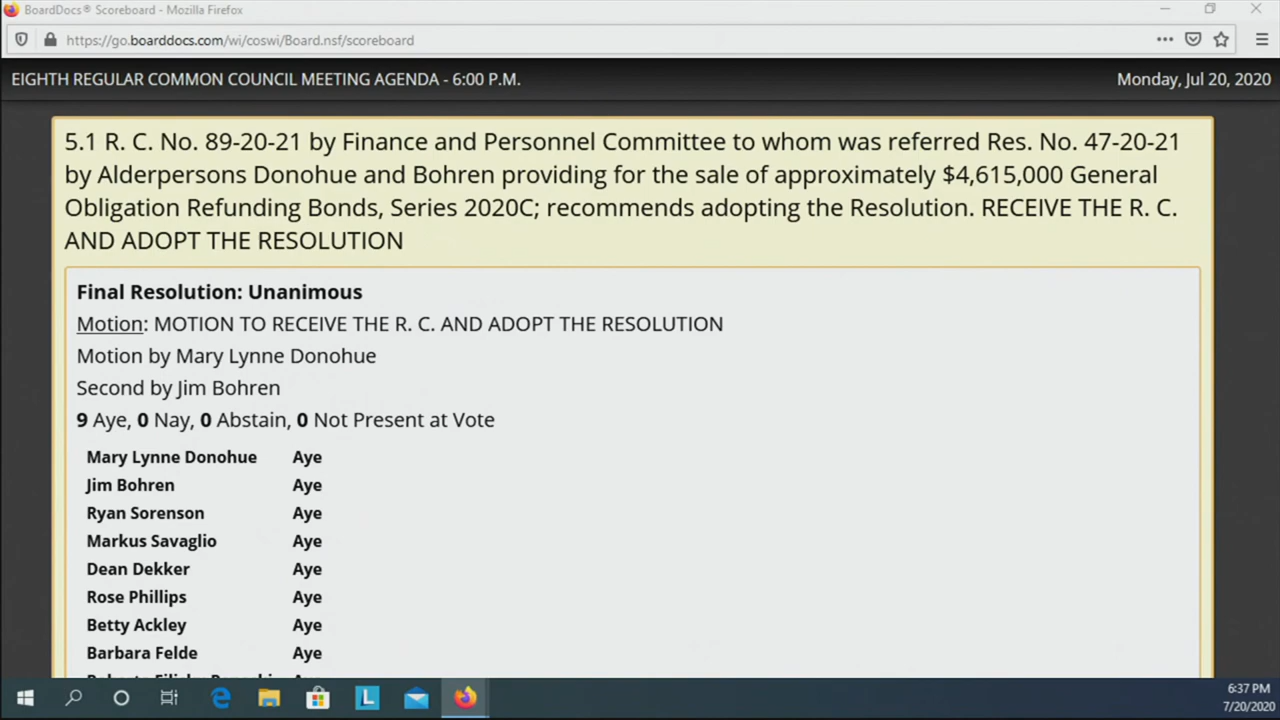 BoardDocs® Scoreboard - Mozilla Firefox
https://go.boarddocs.com/wi/coswi/Board.nsf/scoreboard
EIGHTH REGULAR COMMON COUNCIL MEETING AGENDA - 6:00 P.M. Monday, Jul 20, 2020
5.1 R. C. No. 89-20-21 by Finance and Personnel Committee to whom was referred Res. No. 47-20-21
by Alderpersons Donohue and Bohren providing for the sale of approximately $4,615,000 General
Obligation Refunding Bonds, Series 2020C; recommends adopting the Resolution. RECEIVE THE R. C.
AND ADOPT THE RESOLUTION
Final Resolution: Unanimous
Motion: MOTION TO RECEIVE THE R. C. AND ADOPT THE RESOLUTION
Motion by Mary Lynne Donohue
Second by Jim Bohren
9 Aye, 0 Nay, 0 Abstain, 0 Not Present at Vote
Mary Lynne Donohue Aye
Jim Bohren Aye
Ryan Sorenson Aye
Markus Savaglio Aye
Dean Dekker Aye
Rose Phillips Aye
Betty Ackley Aye
Barbara Felde Aye
L
6:37 PM
7/20/2020